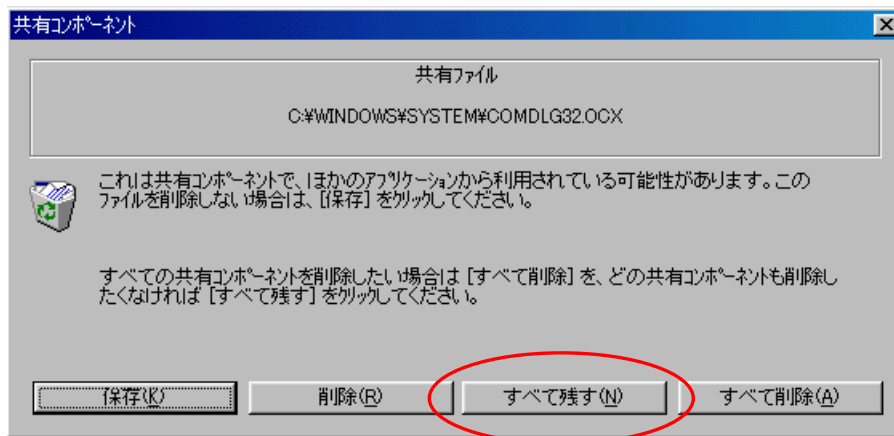 共有コンポーネント
共有ファイル
C:¥WINDOWS¥SYSTEM¥COMDLG32.OCX
これは共有コンポーネントで、ほかのアプリケーションから利用されている可能性があります。この
ファイルを削除しない場合は、[保存] をクリックしてください。
すべての共有コンポーネントを削除したい場合は [すべて削除] を、どの共有コンポーネントも削除し
たくなければ [すべて残す] をクリックしてください。
保存(K) 削除(R) すべて残す(N) すべて削除(A)